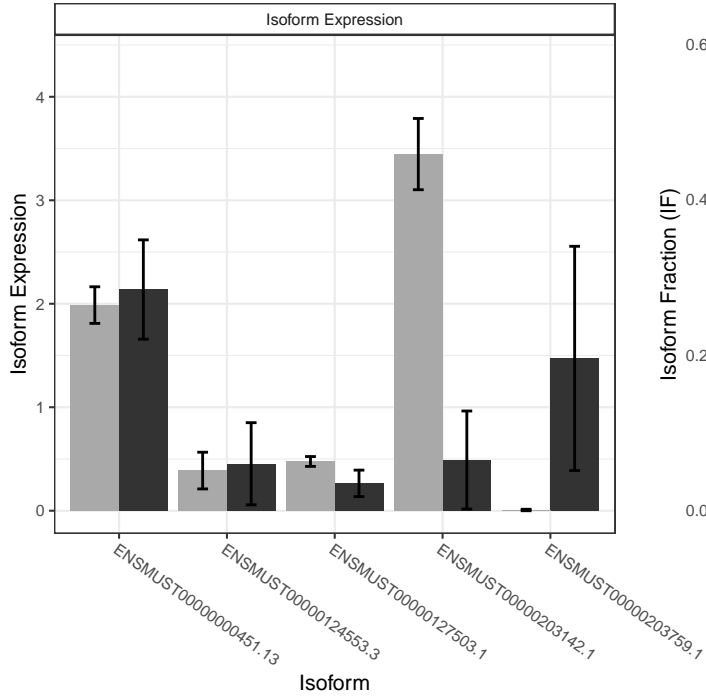 Isoform Expression
Isoform Expression
4
3
2
1
0
ENSMUST00000000451.13
ENSMUST00000124553.3
ENSMUST00000127503.1
ENSMUST00000203142.1
ENSMUST00000203759.1
Isoform
Isoform Fraction (IF)
0.6
0.4
0.2
0.0